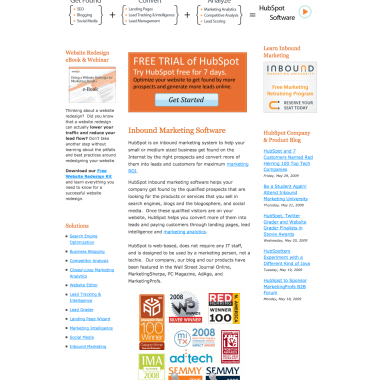 Get Found
Convert
Analyze
SEO
Blogging
Social Media
Landing Pages
Lead Tracking & Intelligence
Lead Management
Marketing Analytics
Competitive Analysis
Lead Scoring
=
HubSpot
Software
Website Redesign
eBook & Webinar
e-Book
Thinking about a website
redesign? Did you know
that a website redesign
can actually lower your
traffic and reduce your
lead flow? Don't take
another step without
learning about the pitfalls
and best practices around
redesigning your website!
Download our Free
Website Redesign Kit
and learn everything you
need to know for a
successful website
redesign.
Solutions
Search Engine
Optimization
Business Blogging
Competitor Analysis
Closed-Loop Marketing
Analytics
Website Editor
Lead Tracking &
Intelligence
Lead Grader
Landing Page Wizard
Marketing Intelligence
Social Media
Inbound Marketing
FREE TRIAL of HubSpot
Try HubSpot free for 7 days.
Optimize your website to get found by more
prospects and generate more leads online.
Get Started
Inbound Marketing Software
HubSpot is an inbound marketing system to help your
small or medium sized business get found on the
Internet by the right prospects and convert more of
them into leads and customers for maximum marketing
ROI.
HubSpot inbound marketing software helps your
company get found by the qualified prospects that are
looking for the products or services that you sell in
search engines, blogs and the blogosphere, and social
media. Once these qualified visitors are on your
website, HubSpot helps you convert more of them into
leads and paying customers through landing pages, lead
intelligence and marketing analytics.
HubSpot is web-based, does not require any IT staff,
and is designed to be used by a marketing person, not a
techie. Our company, our blog and our products have
been featured in the Wall Street Journal Online,
MarketingSherpa, PC Magazine, AdAge, and
MarketingProfs.
100
Winner
2008
SILVER WINNER
RED
HERRING
WINNER
100
mITX
2008
IMA
2008
ad:tech
SEMMY
2008
SEMMY
Learn Inbound
Marketing
INBOUND
Free Marketing
Retraining Program
RESERVE YOUR
SEAT TODAY
HubSpot Company
& Product Blog
HubSpot and 7
Customers Named Red
Herring 100 Top Tech
Companies
Friday, May 29, 2009
Be a Student Again!
Attend Inbound
Marketing University
Thursday, May 21, 2009
HubSpot, Twitter
Grader and Website
Grader Finalists in
Stevie Awards
Wednesday, May 20, 2009
HubSpotters
Experiment with a
Different Kind of Java
Tuesday, May 19, 2009
HubSpot to Sponsor
MarketingProfs B2B
Forum
Monday, May 18, 2009